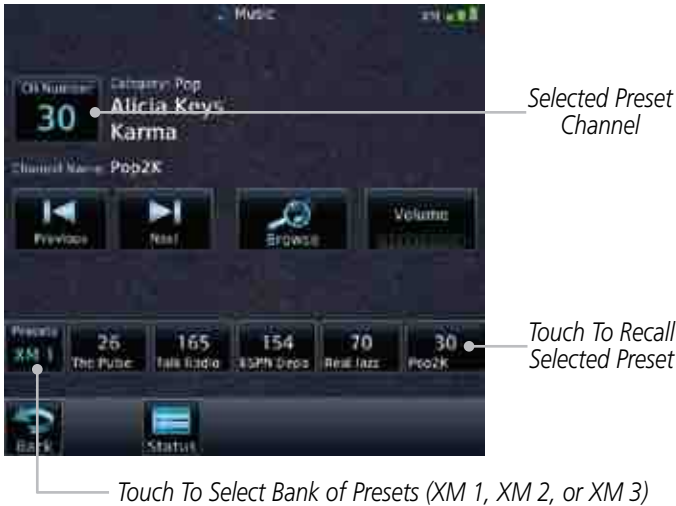 Music
XM
CH Number
30
Category: Pop
Alicia Keys
Karma
Channel Name: Pop2K
Previous
Next
Browse
Volume
Presets
XM 1
26
The Pulse
165
Talk Radio
154
ESPN Depo
70
Real Jazz
30
Pop2K
Back
Status
Selected Preset
Channel
Touch To Recall
Selected Preset
Touch To Select Bank of Presets (XM 1, XM 2, or XM 3)